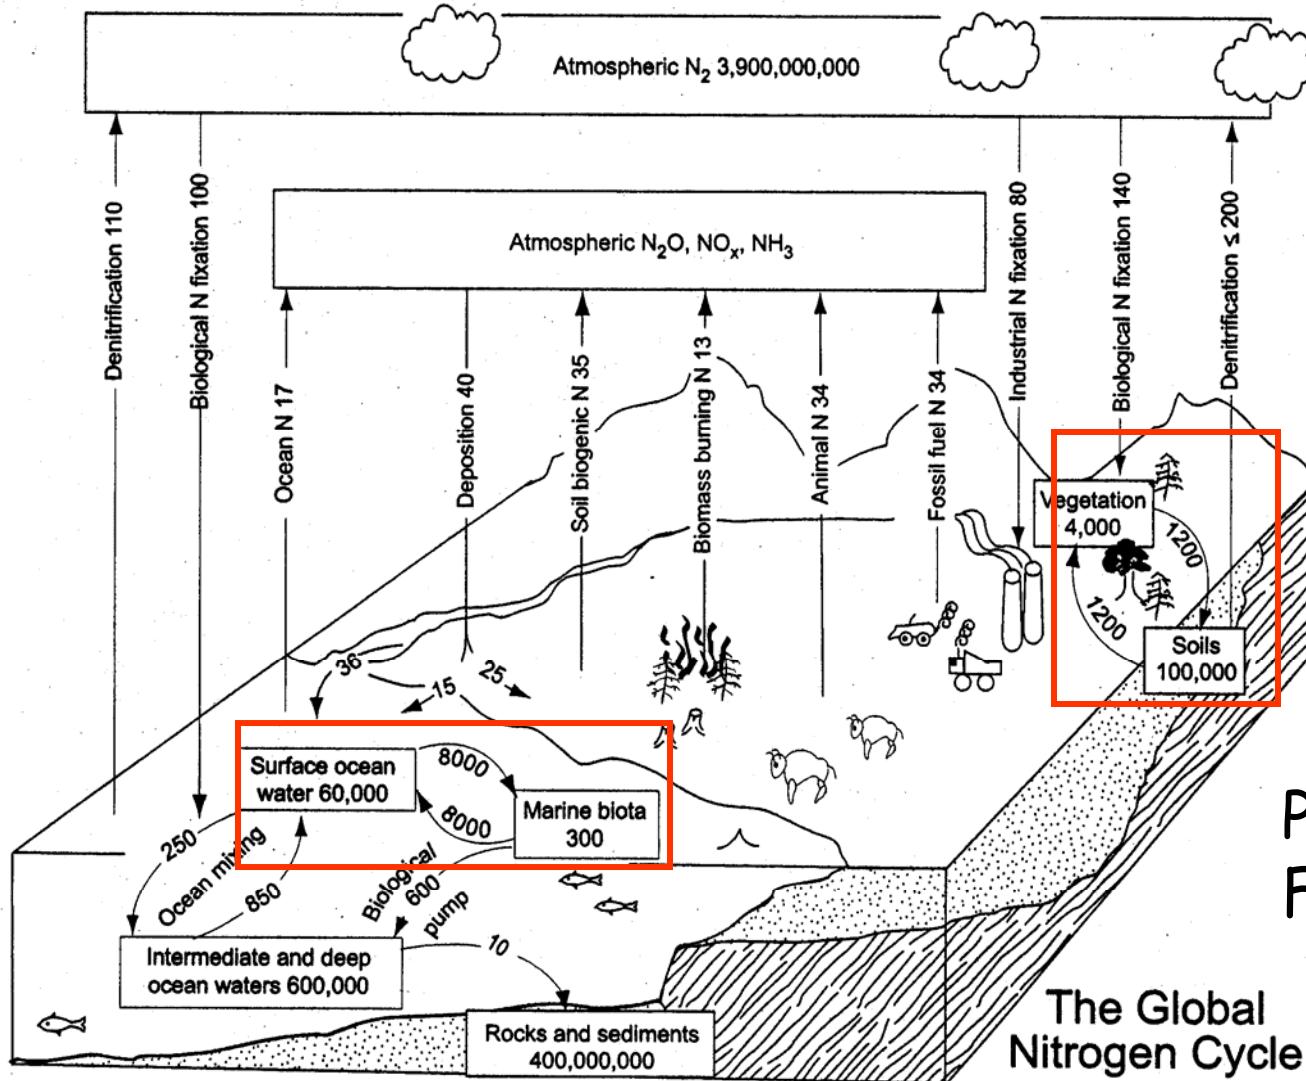 Atmospheric N₂ 3,900,000,000
Atmospheric N₂O, NOₓ, NH₃
Denitrification 110
Biological N fixation 100
Ocean N 17
Deposition 40
Soil biogenic N 35
Biomass burning N 13
Animal N 34
Fossil fuel N 34
Industrial N fixation 80
Biological N fixation 140
Denitrification ≤ 200
Vegetation
4,000
1200
1200
Soils
100,000
36
15
25
Surface ocean
water 60,000
8000
8000
Marine biota
300
250
Ocean mixing
850
Biological
600
pump
Intermediate and deep
ocean waters 600,000
10
Rocks and sediments
400,000,000
P
F
The Global
Nitrogen Cycle